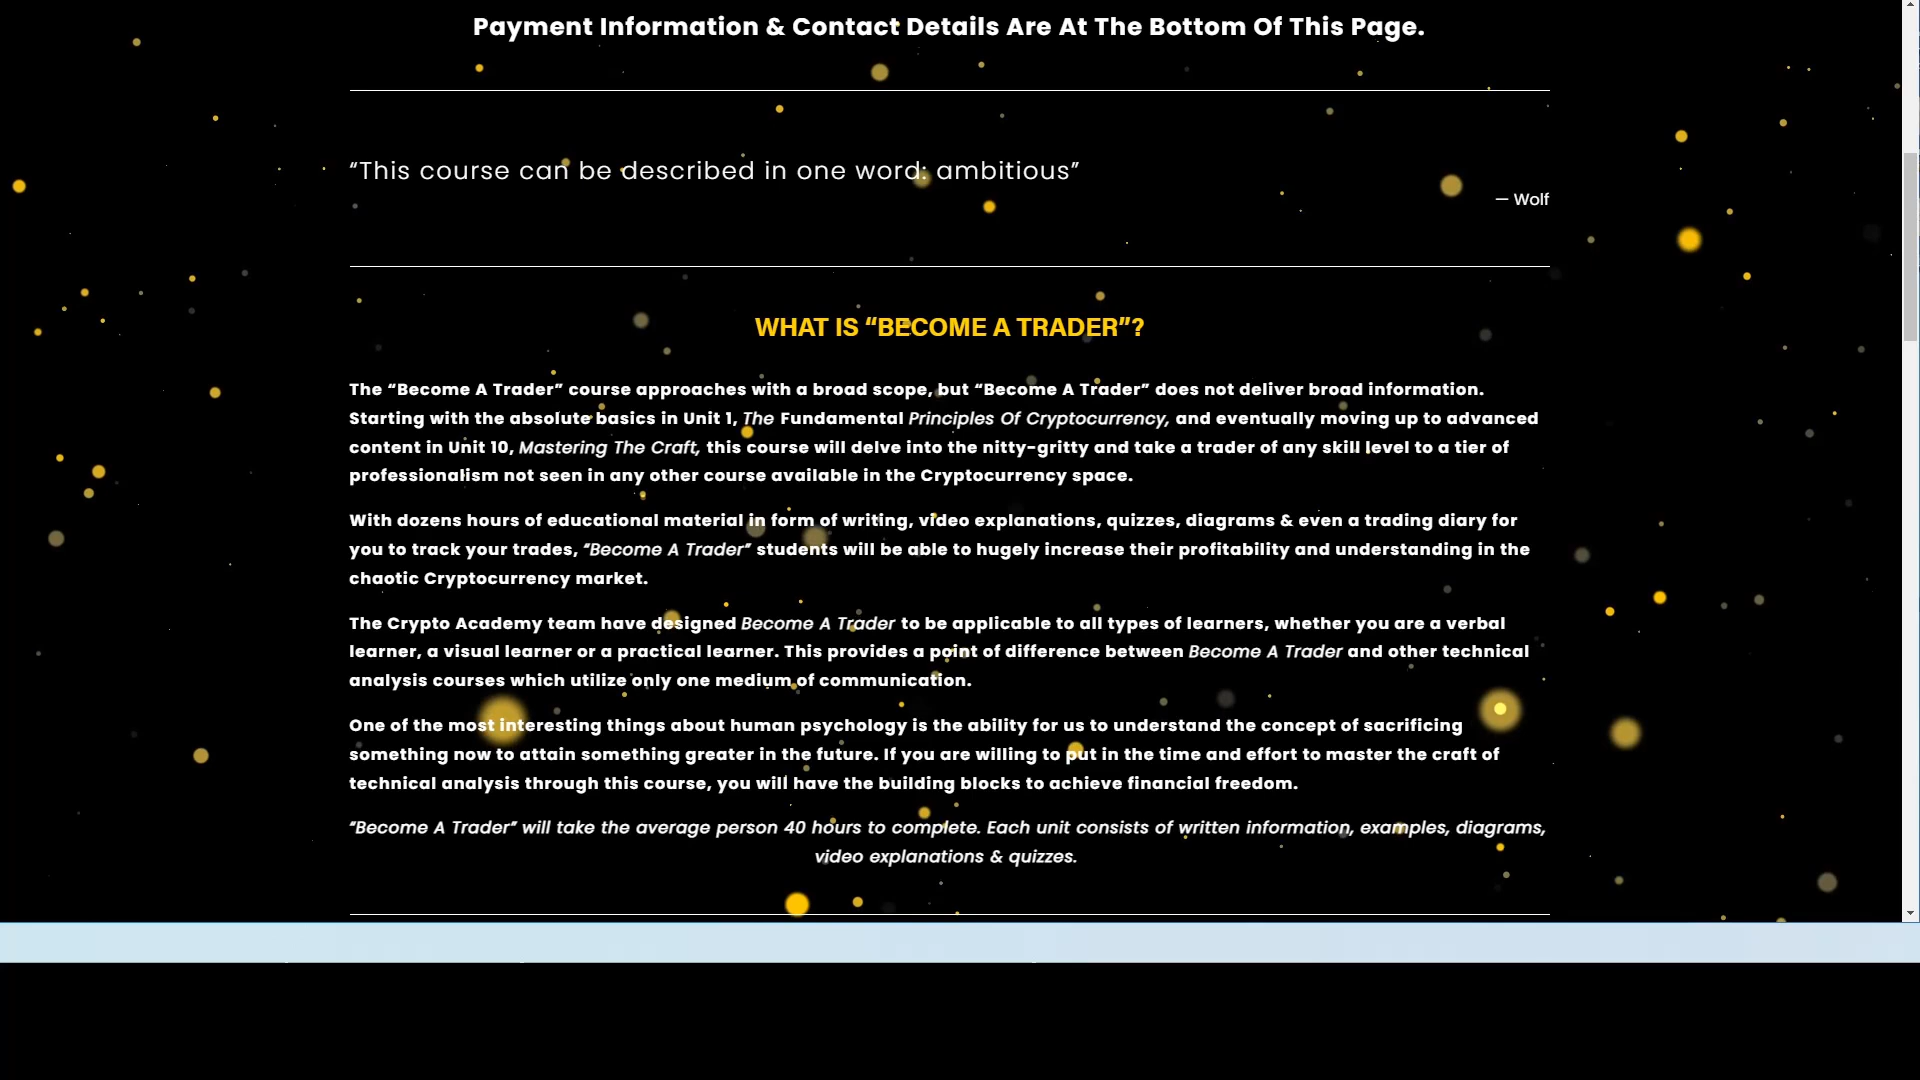 Payment Information & Contact Details Are At The Bottom Of This Page.
“This course can be described in one word: ambitious”
— Wolf
WHAT IS “BECOME A TRADER”?
The “Become A Trader” course approaches with a broad scope, but “Become A Trader” does not deliver broad information.
Starting with the absolute basics in Unit 1, The Fundamental Principles Of Cryptocurrency, and eventually moving up to advanced
content in Unit 10, Mastering The Craft, this course will delve into the nitty-gritty and take a trader of any skill level to a tier of
professionalism not seen in any other course available in the Cryptocurrency space.
With dozens hours of educational material in form of writing, video explanations, quizzes, diagrams & even a trading diary for
you to track your trades, “Become A Trader” students will be able to hugely increase their profitability and understanding in the
chaotic Cryptocurrency market.
The Crypto Academy team have designed Become A Trader to be applicable to all types of learners, whether you are a verbal
learner, a visual learner or a practical learner. This provides a point of difference between Become A Trader and other technical
analysis courses which utilize only one medium of communication.
One of the most interesting things about human psychology is the ability for us to understand the concept of sacrificing
something now to attain something greater in the future. If you are willing to put in the time and effort to master the craft of
technical analysis through this course, you will have the building blocks to achieve financial freedom.
“Become A Trader” will take the average person 40 hours to complete. Each unit consists of written information, examples, diagrams,
video explanations & quizzes.